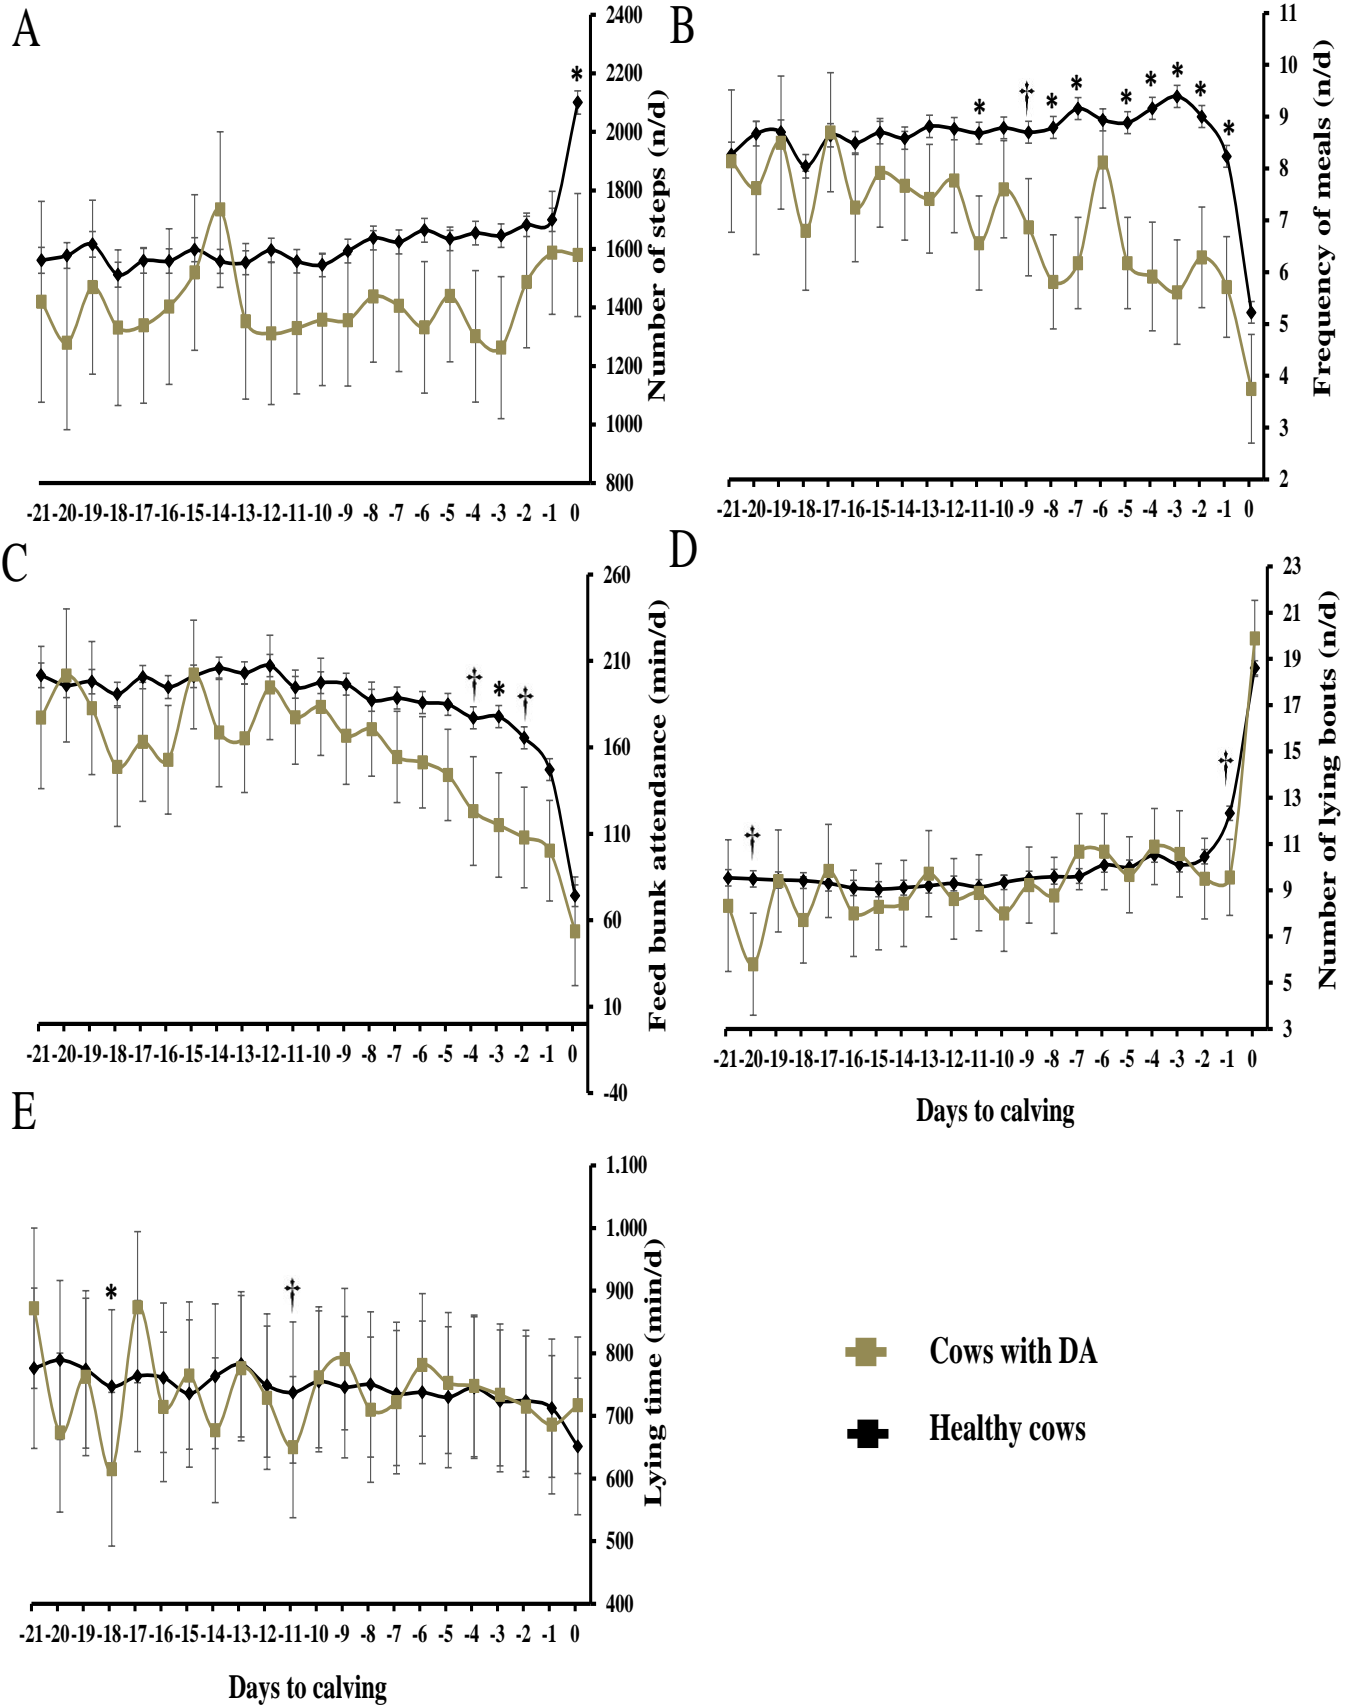 A
2400
2200
2000
1800
1600
1400
1200
1000
800
Number of steps (n/d)
*
-21 -20 -19 -18 -17 -16 -15 -14 -13 -12 -11 -10 -9 -8 -7 -6 -5 -4 -3 -2 -1 0
B
11
10
9
8
7
6
5
4
3
2
Frequency of meals (n/d)
* † * * * * * * *
-21 -20 -19 -18 -17 -16 -15 -14 -13 -12 -11 -10 -9 -8 -7 -6 -5 -4 -3 -2 -1 0
C
260
210
160
110
60
10
-40
Feed bunk attendance (min/d)
† * †
-21 -20 -19 -18 -17 -16 -15 -14 -13 -12 -11 -10 -9 -8 -7 -6 -5 -4 -3 -2 -1 0
D
23
21
19
17
15
13
11
9
7
5
3
Number of lying bouts (n/d)
† †
-21 -20 -19 -18 -17 -16 -15 -14 -13 -12 -11 -10 -9 -8 -7 -6 -5 -4 -3 -2 -1 0
Days to calving
E
1.100
1.000
900
800
700
600
500
400
Lying time (min/d)
* †
-21 -20 -19 -18 -17 -16 -15 -14 -13 -12 -11 -10 -9 -8 -7 -6 -5 -4 -3 -2 -1 0
Days to calving
Cows with DA
Healthy cows